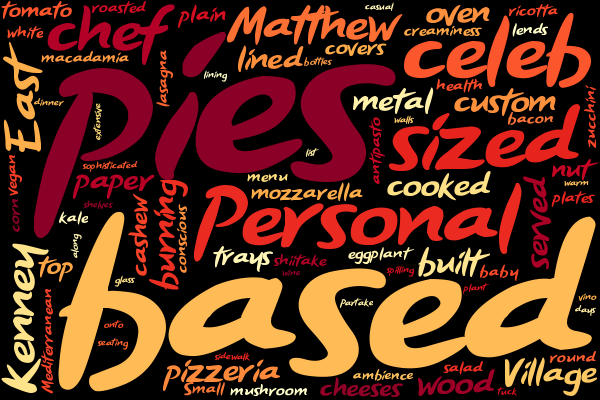 tomato
roasted
plain
casual
ricotta
white
chef
Matthew
oven
creaminess
lends
macadamia
lined
covers
celeb
bottles
lining
lasagna
East
dinner
extensive
pies
health
metal
custom
bacon
walls
zucchini
list
antipasto
sized
sophisticated
Vegan
corn
paper
shelves
menu
mozzarella
cooked
nut
warm
plates
served
kale
along
cashew
burning
conscious
Personal
trays
shiitake
wine
eggplant
spilling
built
baby
plant
Kenney
top
glass
Mediterranean
based
onto
seating
Partake
vino
days
sidewalk
pizzeria
Small
mushroom
ambience
cheeses
salad
wood
tuck
round
Village